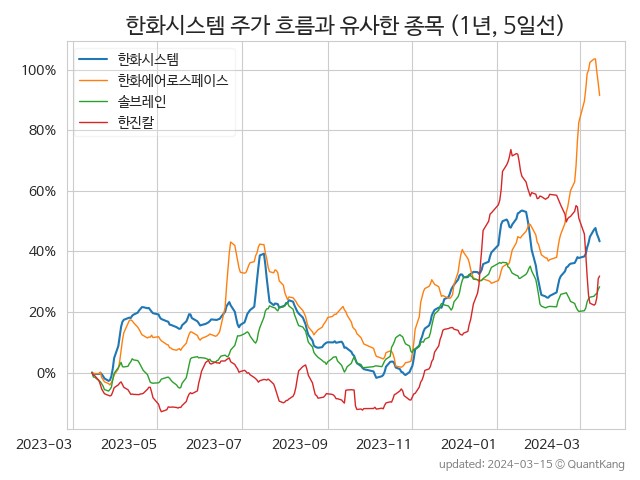 한화시스템 주가 흐름과 유사한 종목 (1년, 5일선)
한화시스템
한화에어로스페이스
솔브레인
한진칼
100%
80%
60%
40%
20%
0%
2023-03 2023-05 2023-07 2023-09 2023-11 2024-01 2024-03
updated: 2024-03-15 © QuantKang